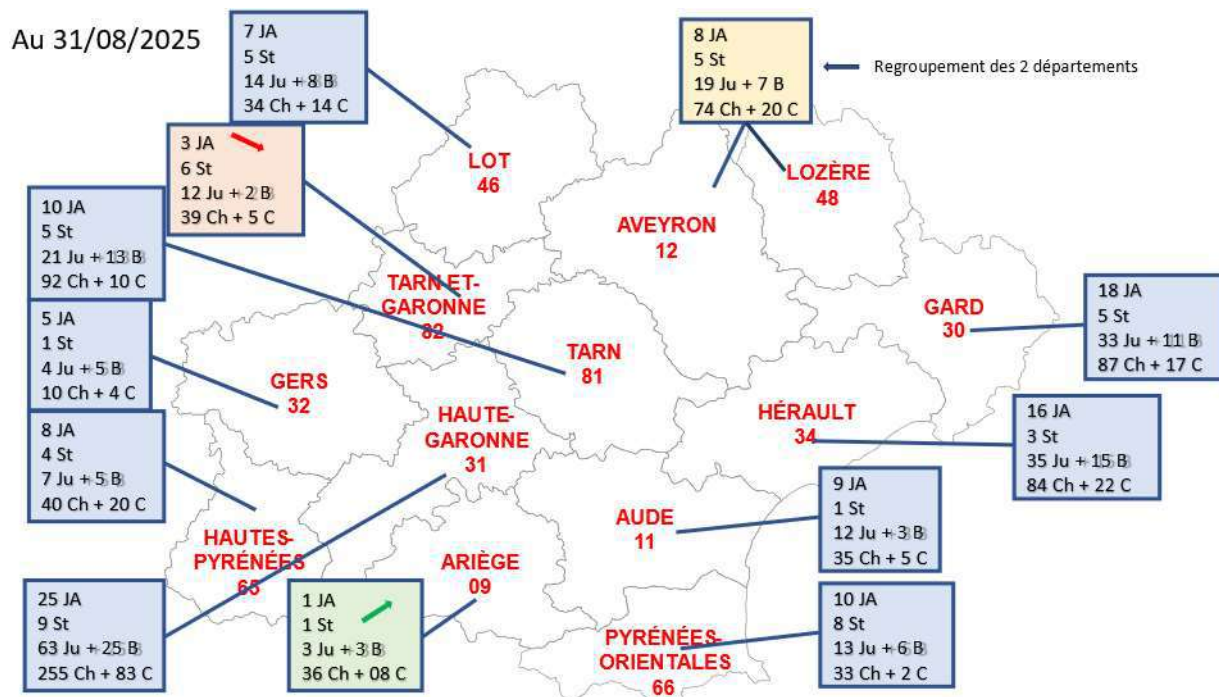 Au 31/08/2025
7 JA
5 St
14 Ju + 8 B
34 Ch + 14 C
8 JA
5 St
19 Ju + 7 B
74 Ch + 20 C
Regroupement des 2 départements
3 JA
6 St
12 Ju + 2 B
39 Ch + 5 C
LOT
46
LOZÈRE
48
AVEYRON
12
10 JA
5 St
21 Ju + 13 B
92 Ch + 10 C
TARN ET-
GARONNE
82
GARD
30
18 JA
5 St
33 Ju + 11 B
87 Ch + 17 C
5 JA
1 St
4 Ju + 5 B
10 Ch + 4 C
TARN
81
GERS
32
HAUTE-
GARONNE
31
HÉRAULT
34
16 JA
3 St
35 Ju + 15 B
84 Ch + 22 C
8 JA
4 St
7 Ju + 5 B
40 Ch + 20 C
9 JA
1 St
12 Ju + 3 B
35 Ch + 5 C
AUDE
11
HAUTES-
PYRÉNÉES
65
ARIÈGE
09
25 JA
9 St
63 Ju + 25 B
255 Ch + 83 C
1 JA
1 St
3 Ju + 3 B
36 Ch + 08 C
PYRÉNÉES-
ORIENTALES
66
10 JA
8 St
13 Ju + 6 B
33 Ch + 2 C